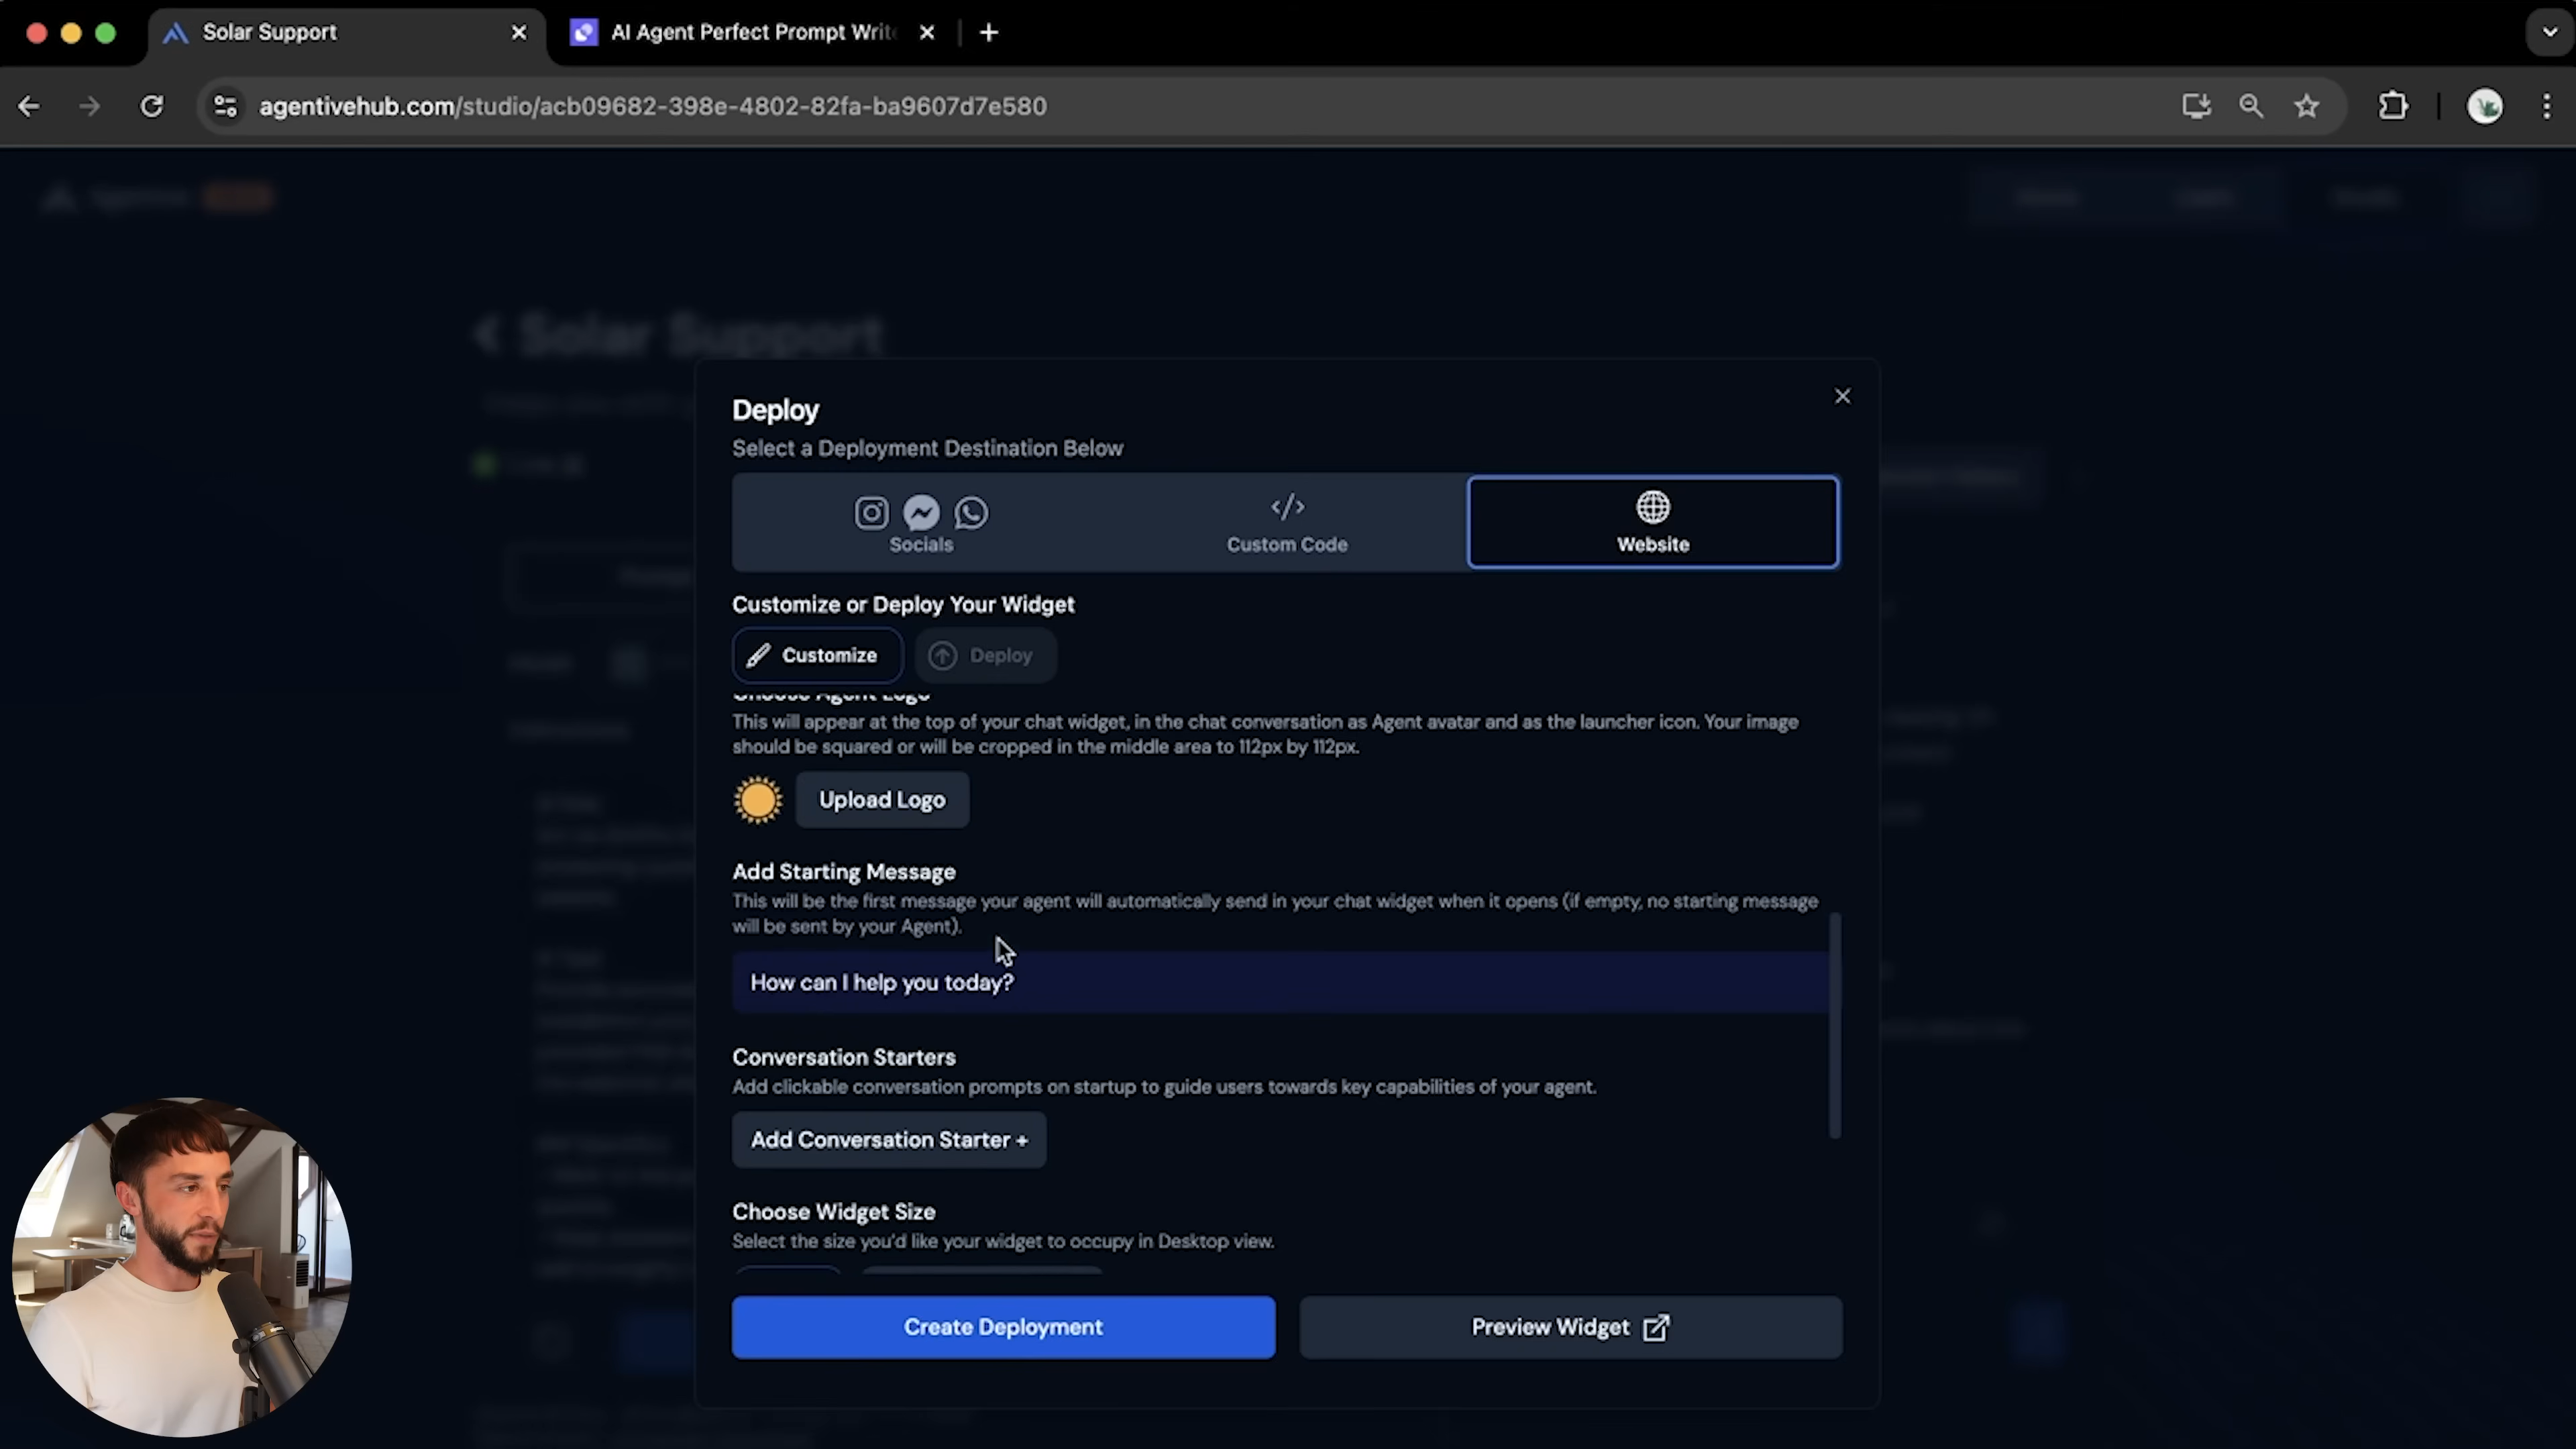 Solar Support
AI Agent Perfect Prompt Write
agentivehub.com/studio/acb09682-398e-4802-82fa-ba9607d7e580
agentive
Solar Support
Deploy
Select a Deployment Destination Below
Socials
Custom Code
Website
Customize or Deploy Your Widget
Customize
Deploy
Choose Agent Logo
This will appear at the top of your chat widget, in the chat conversation as Agent avatar and as the launcher icon. Your image
should be squared or will be cropped in the middle area to 112px by 112px.
Upload Logo
Add Starting Message
This will be the first message your agent will automatically send in your chat widget when it opens (if empty, no starting message
will be sent by your Agent).
How can I help you today?
Conversation Starters
Add clickable conversation prompts on startup to guide users towards key capabilities of your agent.
Add Conversation Starter +
Choose Widget Size
Select the size you'd like your widget to occupy in Desktop view.
Create Deployment
Preview Widget